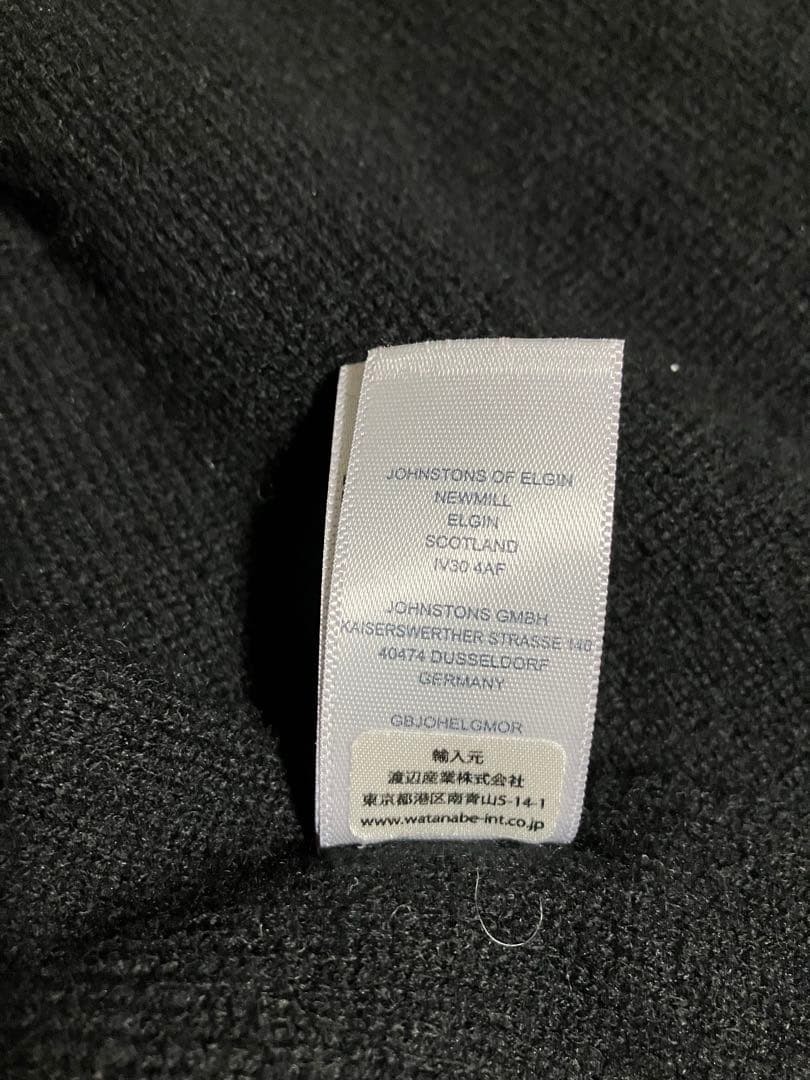 JOHNSTONS OF ELGIN
NEWMILL
ELGIN
SCOTLAND
IV30 4AF
JOHNSTONS GMBH
KAISERSWERTHER STRASSE 140
40474 DUSSELDORF
GERMANY
GBJOHELGMOR
輸入元
渡辺産業株式会社
東京都港区南青山5-14-1
www.watanabe-int.co.jp